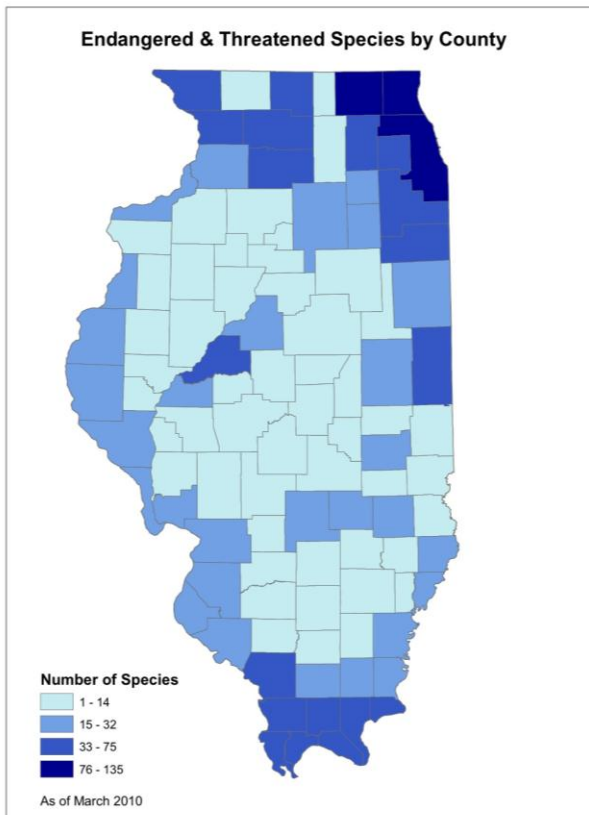 Endangered & Threatened Species by County
Number of Species
1 - 14
15 - 32
33 - 75
76 - 135
As of March 2010